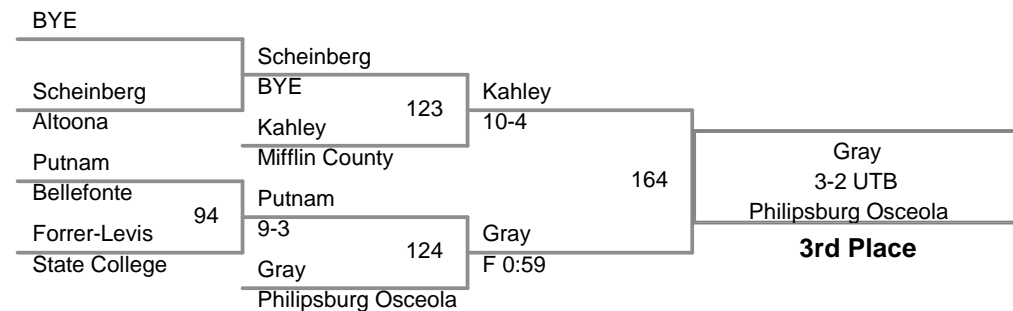 BYE
Scheinberg
Altoona
Putnam
Bellefonte
94
Forrer-Levis
State College
Scheinberg
BYE
123
Kahley
Mifflin County
Putnam
9-3
124
Gray
Philipsburg Osceola
Kahley
10-4
164
Gray
F 0:59
Gray
3-2 UTB
Philipsburg Osceola
3rd Place